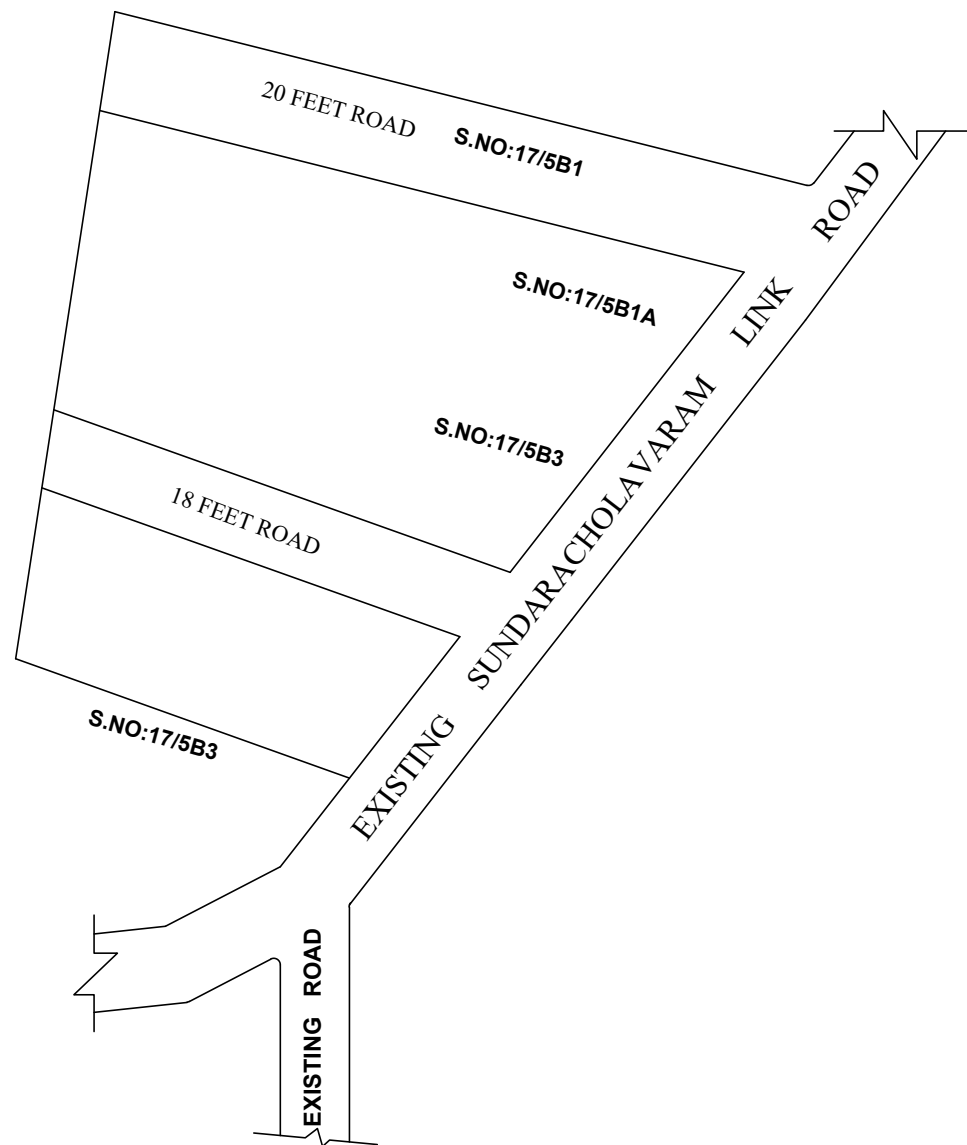 20 FEET ROAD
S.NO:17/5B1
S.NO:17/5B1A
S.NO:17/5B3
18 FEET ROAD
S.NO:17/5B3
EXISTING SUNDARACHOLAVARAM LINK ROAD
EXISTING ROAD